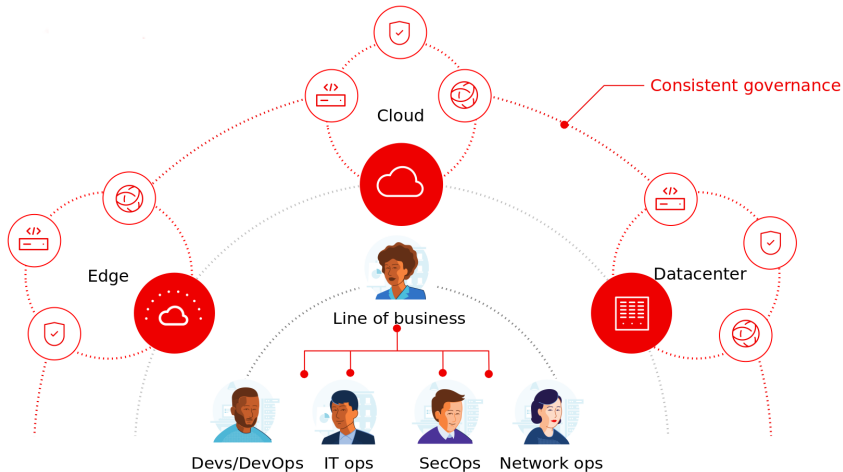 Consistent governance
Cloud
Edge
Datacenter
Line of business
Devs/DevOps
IT ops
SecOps
Network ops